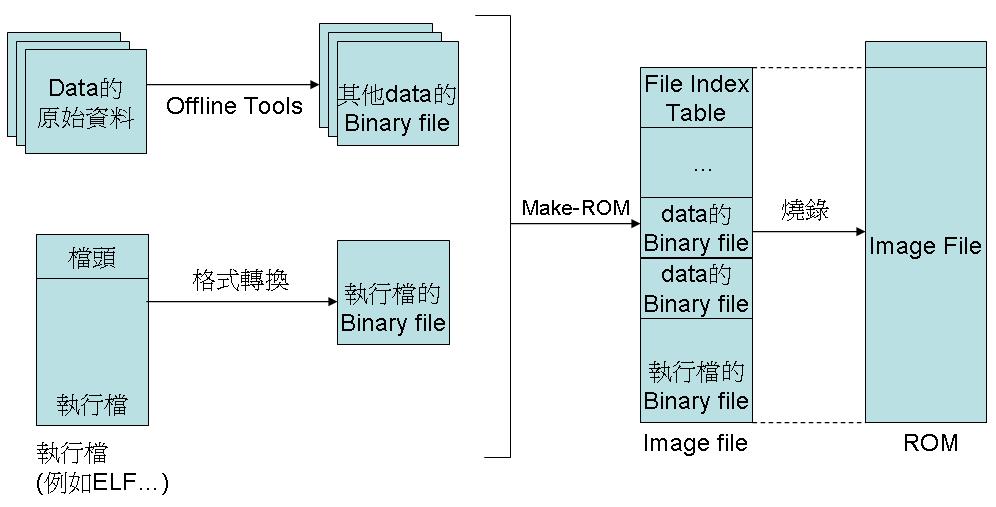 Data的
原始資料
Offline Tools
其他data的
Binary file
檔頭
執行檔
執行檔
(例如ELF…)
格式轉換
執行檔的
Binary file
Make-ROM
File Index
Table
…
data的
Binary file
data的
Binary file
執行檔的
Binary file
Image file
燒錄
Image File
ROM